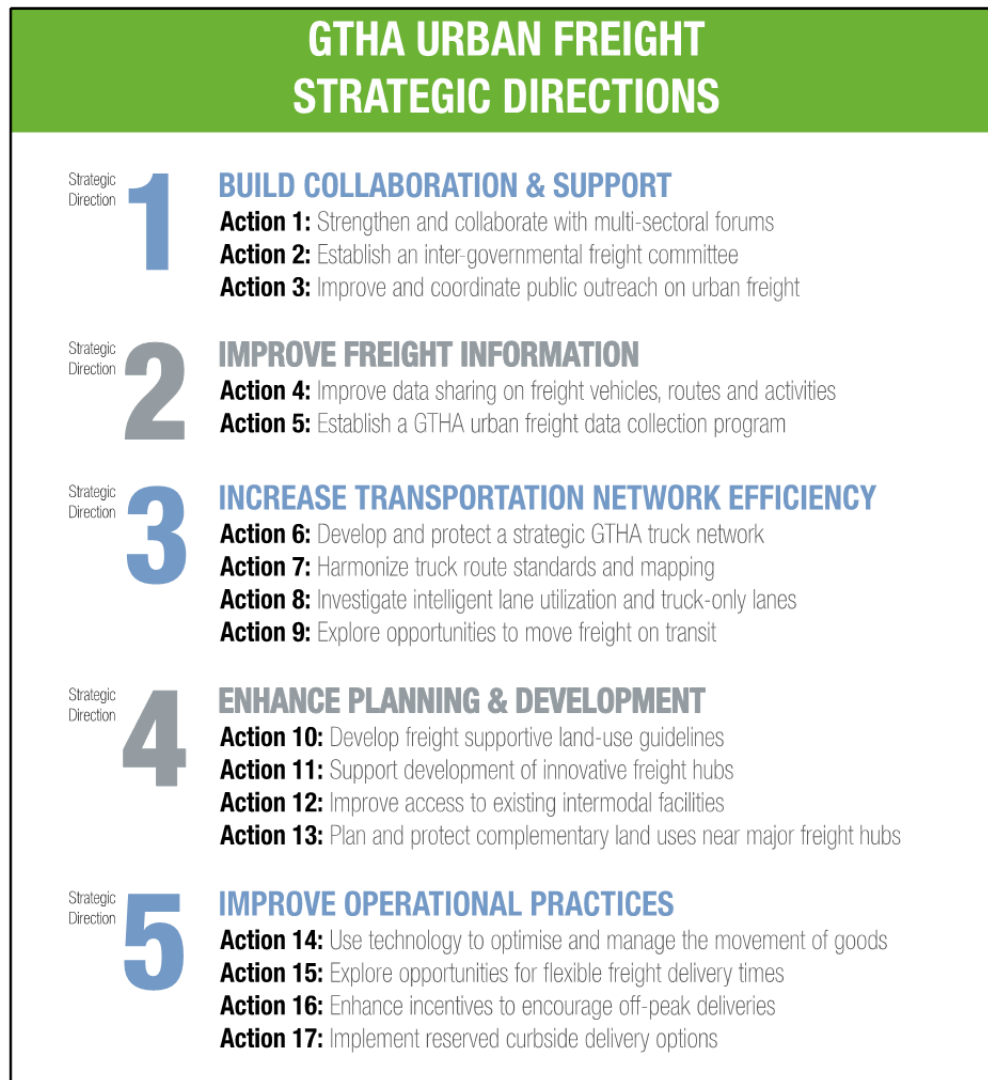 GTHA URBAN FREIGHT
STRATEGIC DIRECTIONS
Strategic
Direction
1
BUILD COLLABORATION & SUPPORT
Action 1: Strengthen and collaborate with multi-sectoral forums
Action 2: Establish an inter-governmental freight committee
Action 3: Improve and coordinate public outreach on urban freight
Strategic
Direction
2
IMPROVE FREIGHT INFORMATION
Action 4: Improve data sharing on freight vehicles, routes and activities
Action 5: Establish a GTHA urban freight data collection program
Strategic
Direction
3
INCREASE TRANSPORTATION NETWORK EFFICIENCY
Action 6: Develop and protect a strategic GTHA truck network
Action 7: Harmonize truck route standards and mapping
Action 8: Investigate intelligent lane utilization and truck-only lanes
Action 9: Explore opportunities to move freight on transit
Strategic
Direction
4
ENHANCE PLANNING & DEVELOPMENT
Action 10: Develop freight supportive land-use guidelines
Action 11: Support development of innovative freight hubs
Action 12: Improve access to existing intermodal facilities
Action 13: Plan and protect complementary land uses near major freight hubs
Strategic
Direction
5
IMPROVE OPERATIONAL PRACTICES
Action 14: Use technology to optimise and manage the movement of goods
Action 15: Explore opportunities for flexible freight delivery times
Action 16: Enhance incentives to encourage off-peak deliveries
Action 17: Implement reserved curbside delivery options